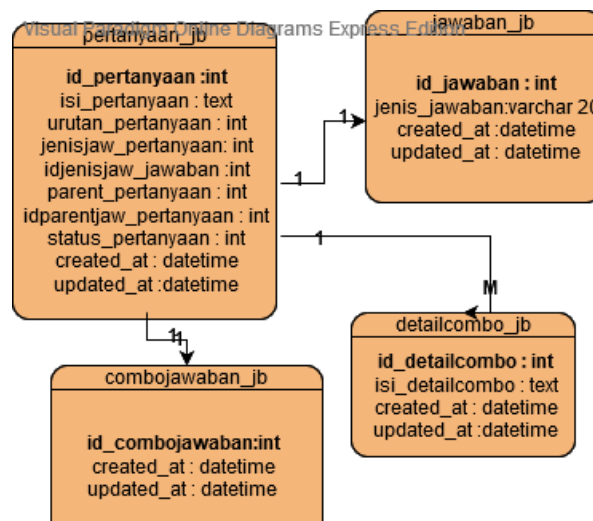 Visual Paradigm Online Diagrams Express Edition
pertanyaan_jb
id_pertanyaan :int
isi_pertanyaan : text
urutan_pertanyaan : int
jenisjaw_pertanyaan: int
idjenisjaw_jawaban :int
parent_pertanyaan : int
idparentjaw_pertanyaan : int
status_pertanyaan : int
created_at : datetime
updated_at :datetime
jawaban_jb
id_jawaban : int
jenis_jawaban:varchar 20
created_at :datetime
updated_at : datetime
1
1
1
M
detailcombo_jb
id_detailcombo : int
isi_detailcombo : text
created_at : datetime
updated_at :datetime
1
1
combojawaban_jb
id_combojawaban:int
created_at : datetime
updated_at : datetime